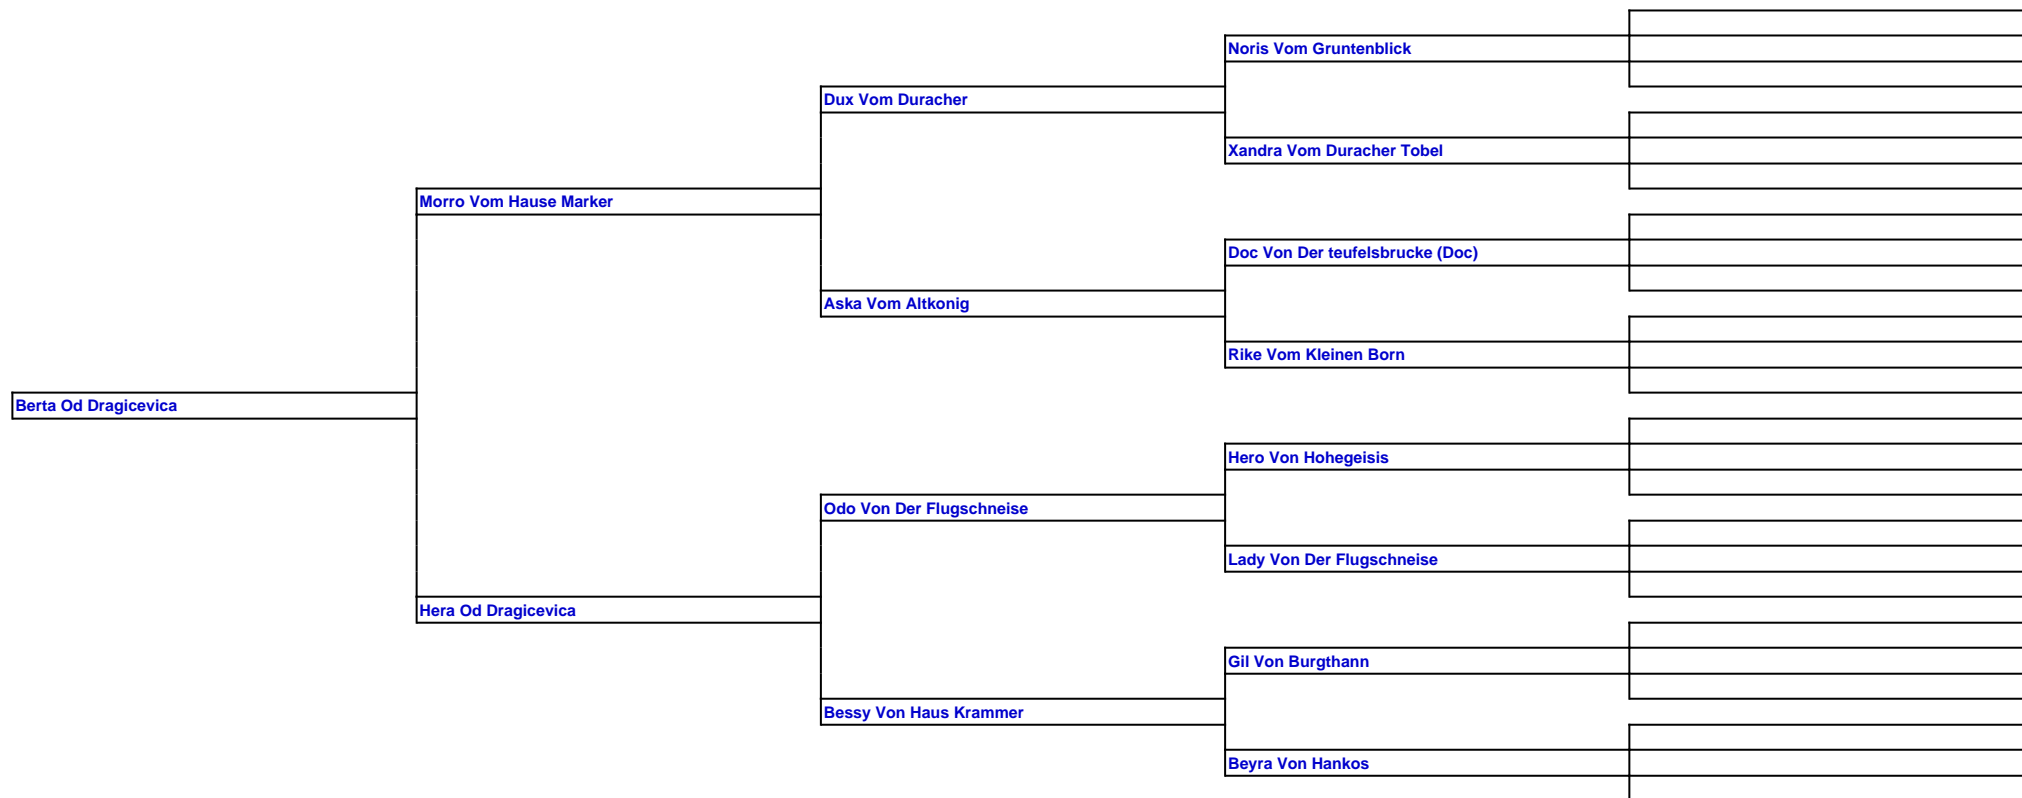 Noris Vom Gruntenblick
Dux Vom Duracher
Xandra Vom Duracher Tobel
Morro Vom Hause Marker
Doc Von Der teufelsbrucke (Doc)
Aska Vom Altkonig
Rike Vom Kleinen Born
Berta Od Dragicevica
Hero Von Hohegeisis
Odo Von Der Flugschneise
Lady Von Der Flugschneise
Hera Od Dragicevica
Gil Von Burgthann
Bessy Von Haus Krammer
Beyra Von Hankos